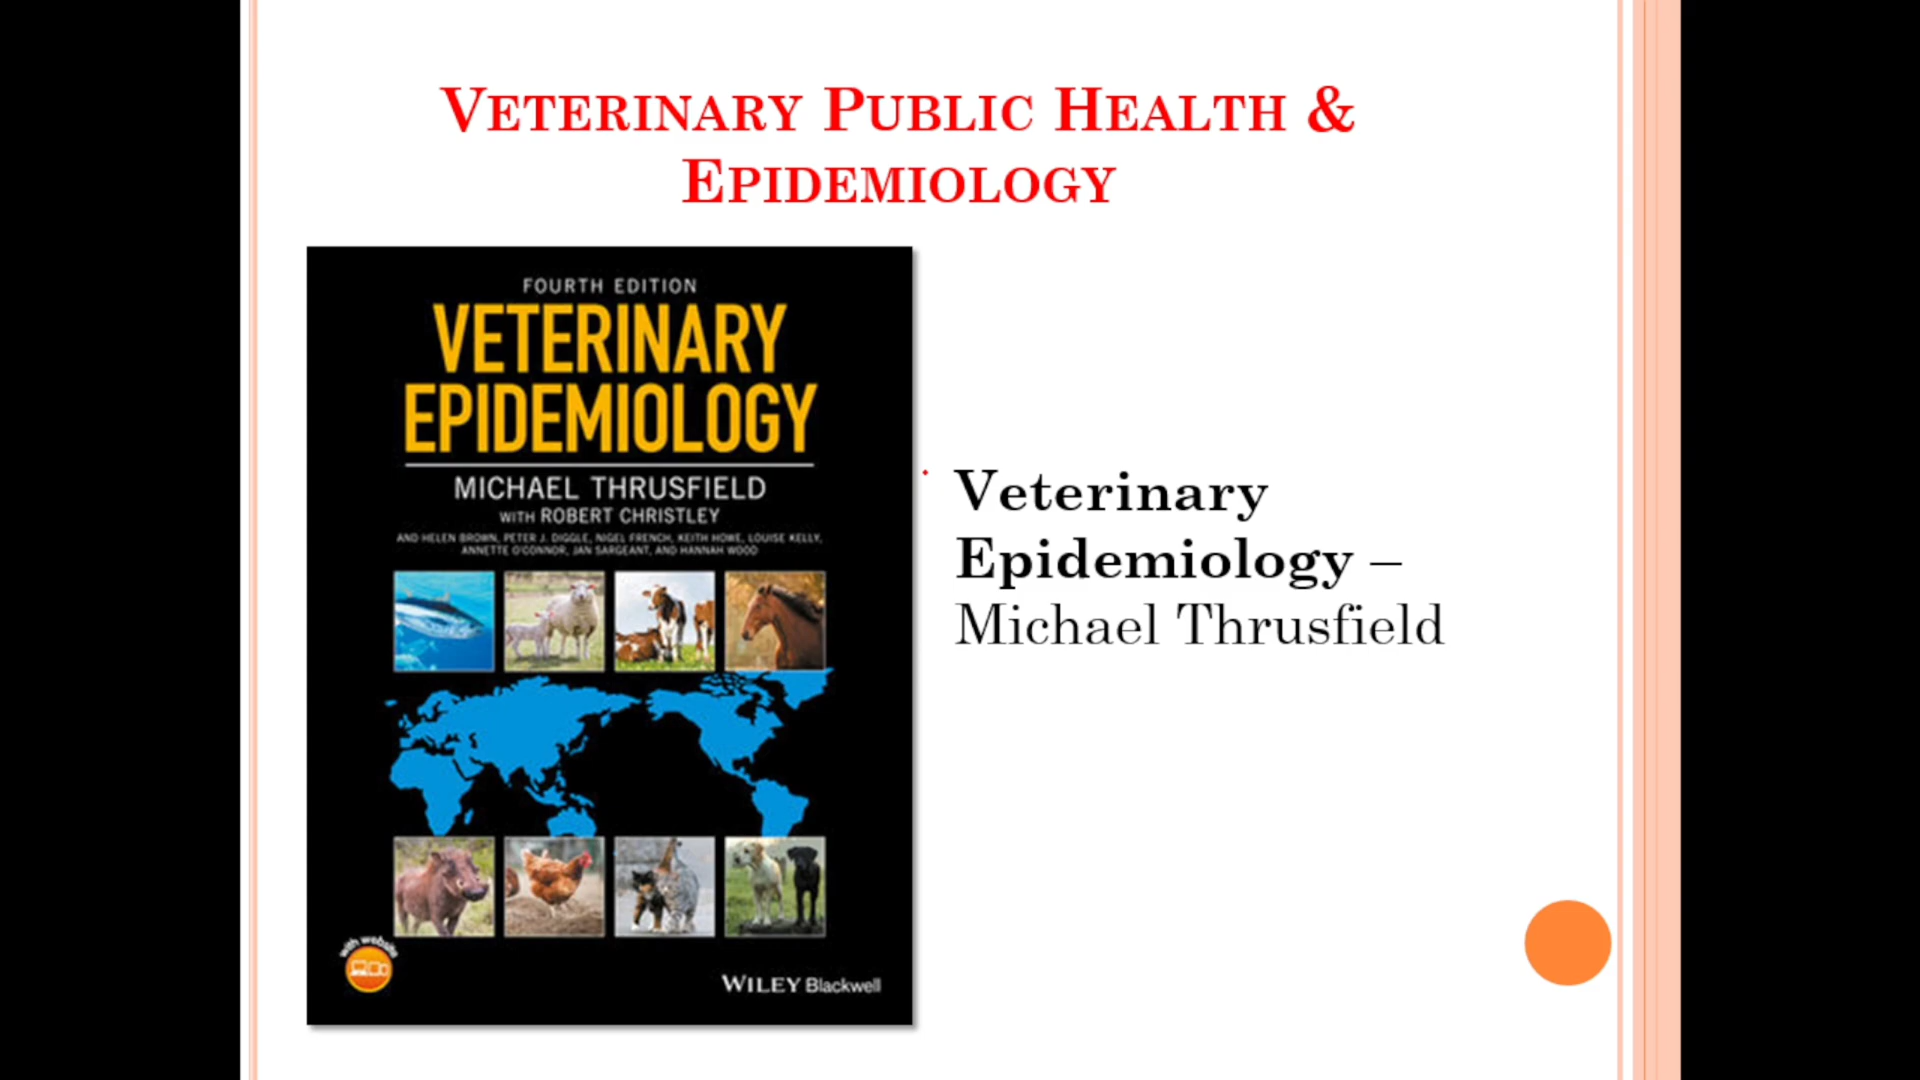 VETERINARY PUBLIC HEALTH &
EPIDEMIOLOGY
FOURTH EDITION
VETERINARY
EPIDEMIOLOGY
MICHAEL THRUSFIELD
WITH ROBERT CHRISTLEY
AND HELEN BROWN, PETER J. DIGGLE, NIGEL FRENCH, KEITH HOWE, LOUISE KELLY,
ANNETTE O'CONNOR, JAN SARGEANT, AND HANNAH WOOD
with website
WILEY Blackwell
Veterinary
Epidemiology –
Michael Thrusfield